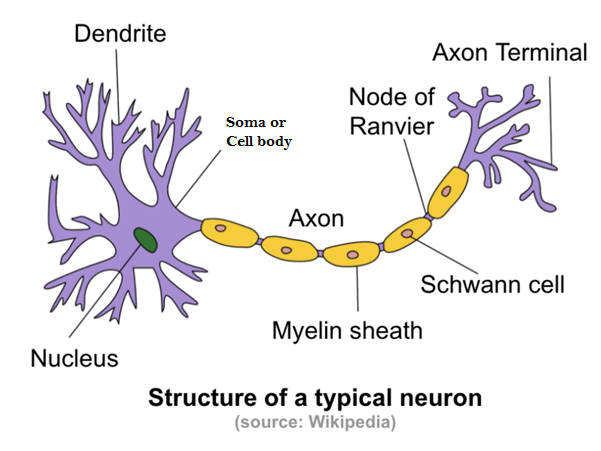 Dendrite
Axon Terminal
Node of
Ranvier
Soma or
Cell body
Axon
Schwann cell
Myelin sheath
Nucleus
Structure of a typical neuron
(source: Wikipedia)